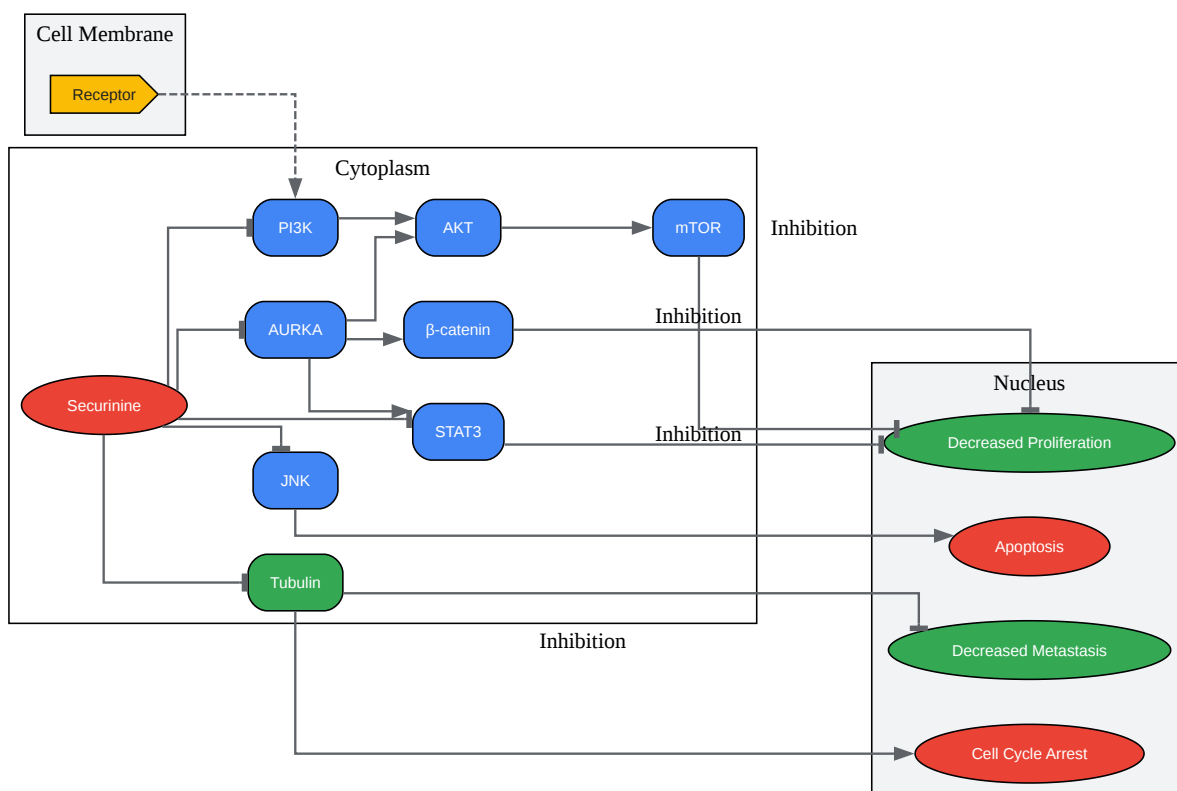 Cell Membrane
Receptor
Cytoplasm
PI3K
AKT
mTOR
Inhibition
AURKA
β-catenin
Inhibition
Nucleus
Securinine
STAT3
Inhibition
Decreased Proliferation
JNK
Apoptosis
Tubulin
Inhibition
Decreased Metastasis
Cell Cycle Arrest